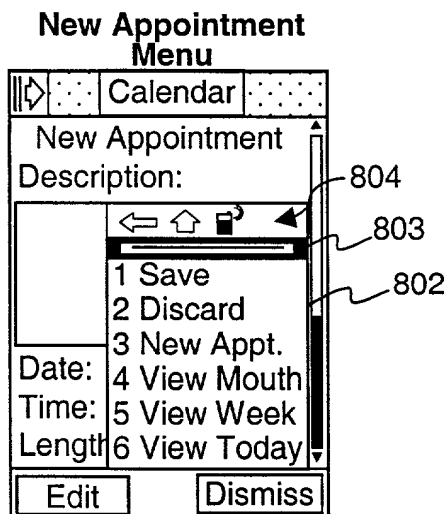 New Appointment
Menu
Calendar
New Appointment
Description:
804
803
802
1 Save
2 Discard
3 New Appt.
4 View Mouth
5 View Week
6 View Today
Date:
Time:
Length
Edit
Dismiss